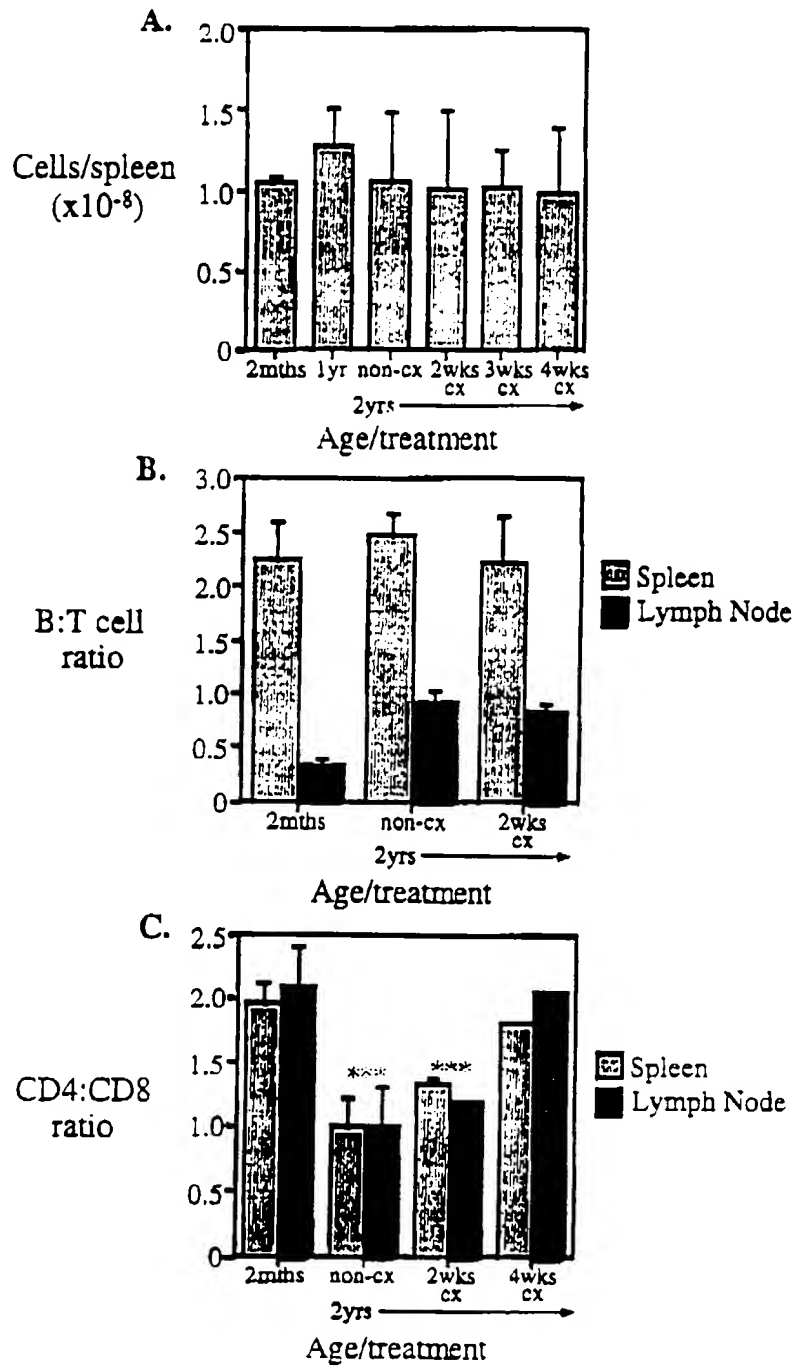 A.
Cells/spleen
(x10-8)
2.0
1.5
1.0
0.5
0
2mths 1yr non-cx 2wks cx 3wks cx 4wks cx
2yrs
Age/treatment
B.
B:T cell
ratio
3.0
2.5
2.0
1.5
1.0
0.5
0
Spleen
Lymph Node
2mths non-cx 2wks cx
2yrs
Age/treatment
C.
CD4:CD8
ratio
2.5
2.0
1.5
1.0
0.5
0
*** ***
Spleen
Lymph Node
2mths non-cx 2wks cx 4wks cx
2yrs
Age/treatment